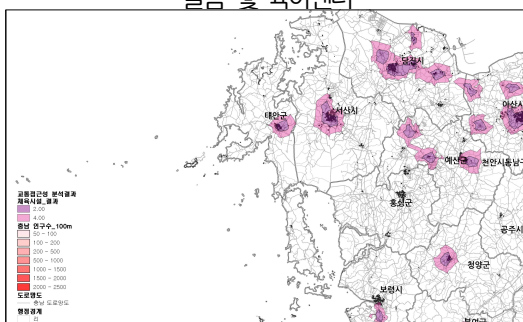 당진시
아산시
서산시
태안군
예산군
천안시동남구
홍성군
공주시
청양군
보령시
부여군
교통접근성 분석결과
체육시설_결과
2.00
4.00
충남 인구수_100m
50 - 100
100 - 200
200 - 500
500 - 1000
1000 - 1500
1500 - 2000
2000 - 2500
도로망도
충남 도로망도
행정경계